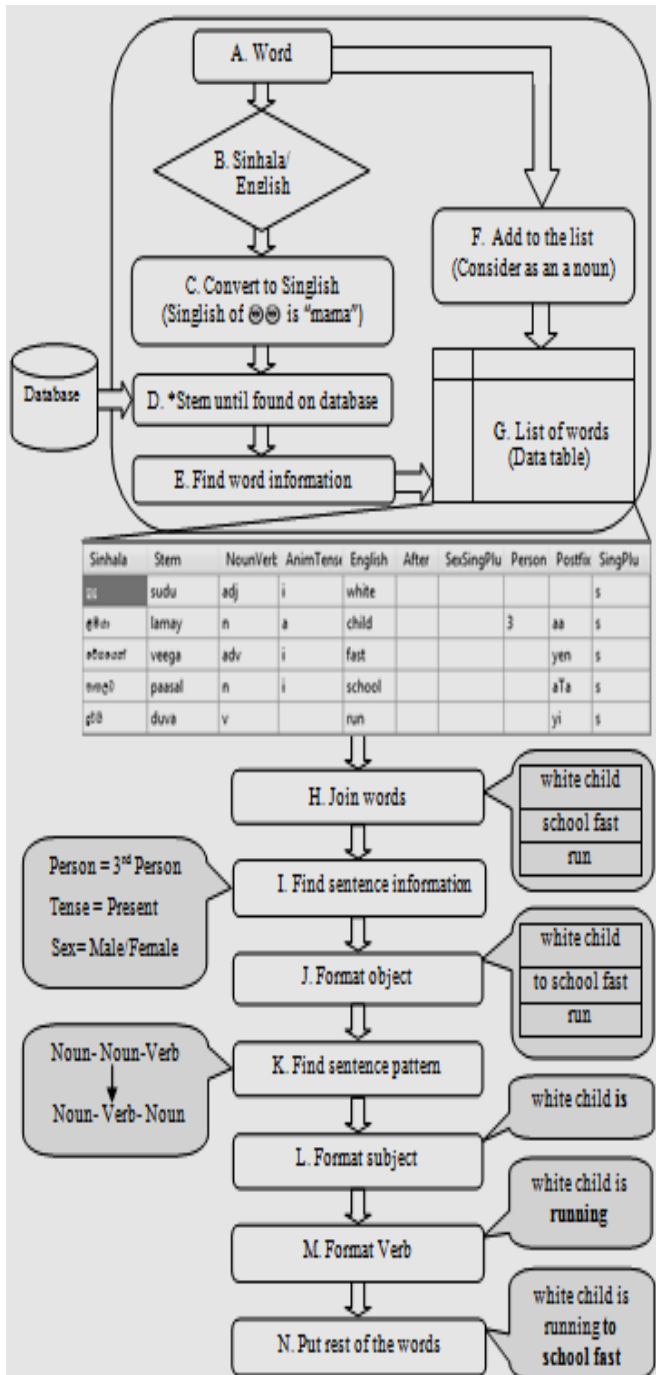 A. Word
B. Sinhala/
English
F. Add to the list
(Consider as an a noun)
C. Convert to Singlish
(Singlish of මම is "mama")
Database
D. *Stem until found on database
G. List of words
(Data table)
E. Find word information
Sinhala Stem NounVerb AnimTense English After SexSingPlu Person Postfix SingPlu
sudu adj i white s
lamay n a child 3 aa s
veega adv i fast yen s
paasal n i school aTa s
duva v run yi s
H. Join words
white child
school fast
run
Person = 3rd Person
Tense = Present
Sex= Male/Female
I. Find sentence information
J. Format object
white child
to school fast
run
Noun- Noun-Verb
Noun- Verb- Noun
K. Find sentence pattern
white child is
L. Format subject
white child is
running
M. Format Verb
white child is
running to
school fast
N. Put rest of the words